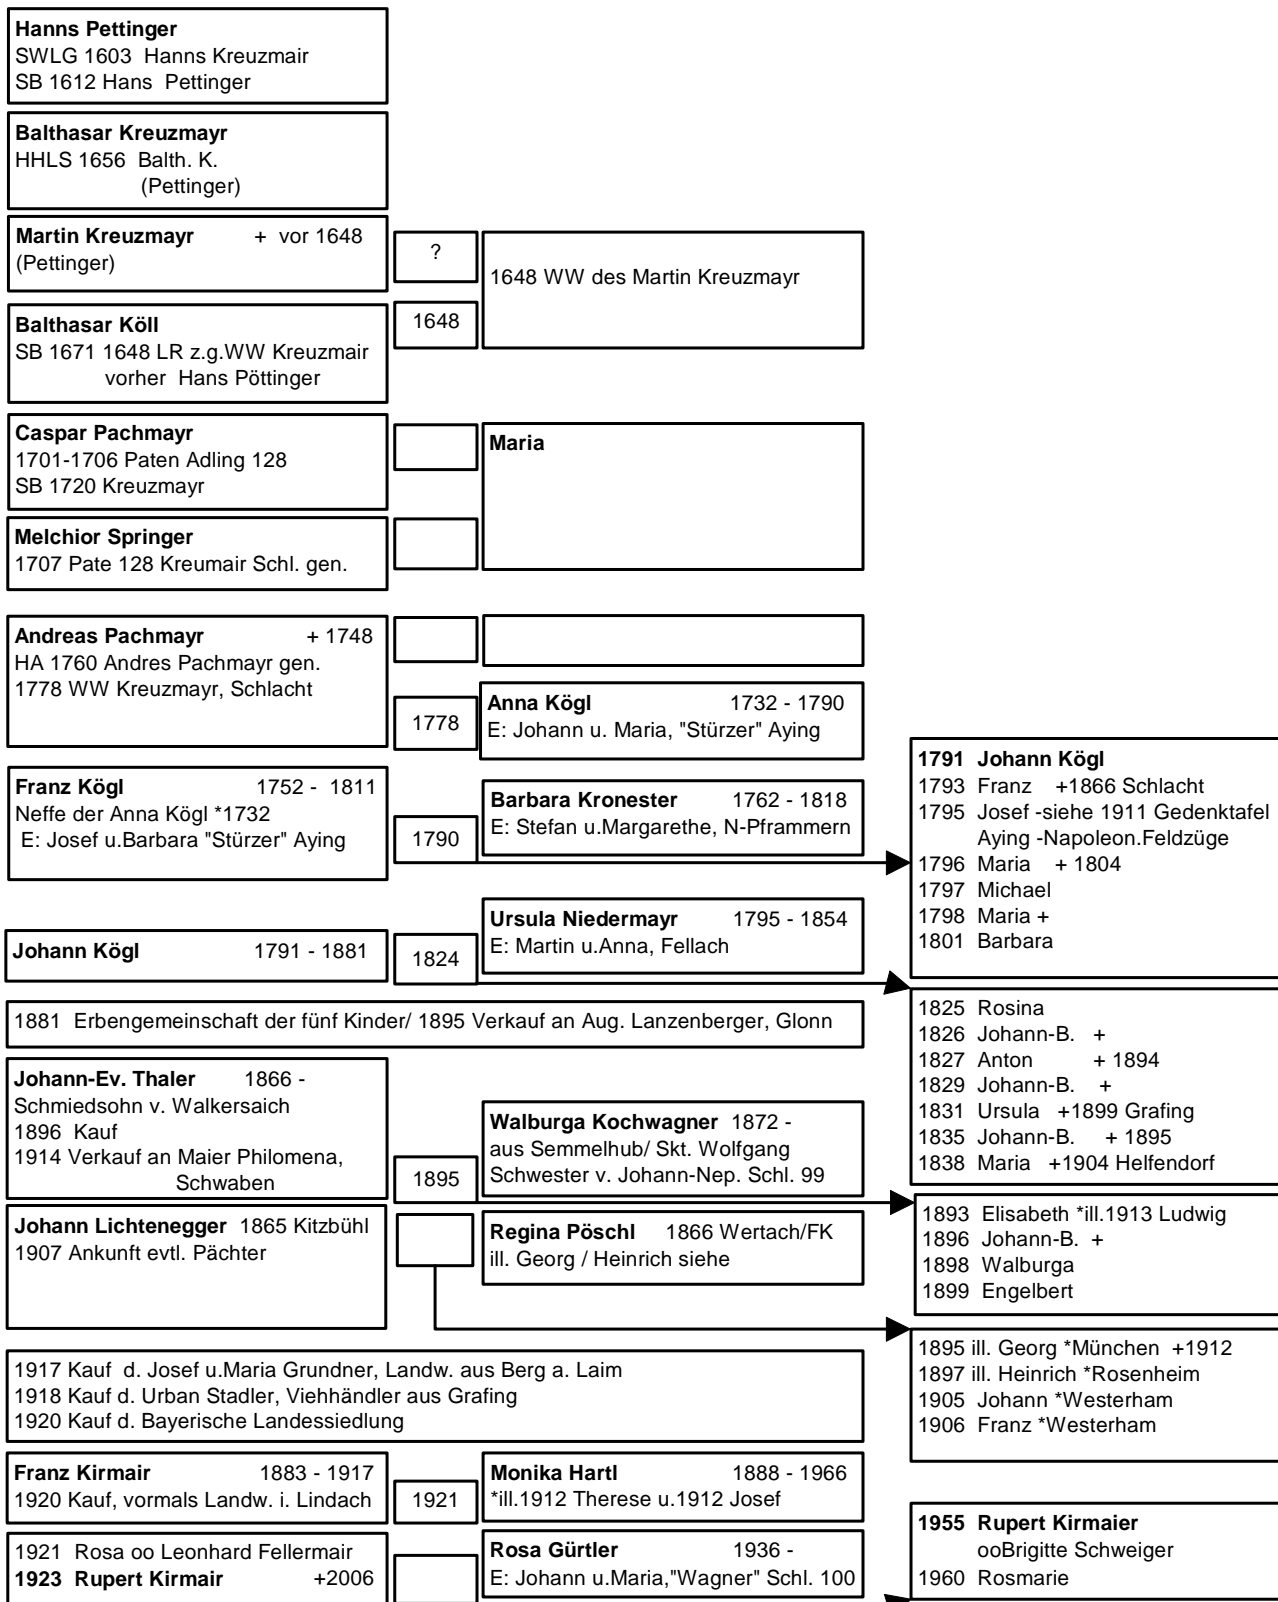 Hanns Pettinger
SWLG 1603 Hanns Kreuzmair
SB 1612 Hans Pettinger
Balthasar Kreuzmayr
HHLS 1656 Balth. K.
(Pettinger)
Martin Kreuzmayr + vor 1648
(Pettinger)
?
1648 WW des Martin Kreuzmayr
1648
Balthasar Köll
SB 1671 1648 LR z.g.WW Kreuzmair
vorher Hans Pöttinger
Caspar Pachmayr
1701-1706 Paten Adling 128
SB 1720 Kreuzmayr
Maria
Melchior Springer
1707 Pate 128 Kreumair Schl. gen.
Andreas Pachmayr + 1748
HA 1760 Andres Pachmayr gen.
1778 WW Kreuzmayr, Schlacht
1778
Anna Kögl 1732 - 1790
E: Johann u. Maria, "Stürzer" Aying
Franz Kögl 1752 - 1811
Neffe der Anna Kögl *1732
E: Josef u.Barbara "Stürzer" Aying
1790
Barbara Kronester 1762 - 1818
E: Stefan u.Margarethe, N-Pframmern
1791 Johann Kögl
1793 Franz +1866 Schlacht
1795 Josef -siehe 1911 Gedenktafel
Aying -Napoleon.Feldzüge
1796 Maria + 1804
1797 Michael
1798 Maria +
1801 Barbara
Johann Kögl 1791 - 1881
1824
Ursula Niedermayr 1795 - 1854
E: Martin u.Anna, Fellach
1825 Rosina
1826 Johann-B. +
1827 Anton + 1894
1829 Johann-B. +
1831 Ursula +1899 Grafing
1835 Johann-B. + 1895
1838 Maria +1904 Helfendorf
1881 Erbengemeinschaft der fünf Kinder/ 1895 Verkauf an Aug. Lanzenberger, Glonn
Johann-Ev. Thaler 1866 -
Schmiedsohn v. Walkersaich
1896 Kauf
1914 Verkauf an Maier Philomena,
Schwaben
1895
Walburga Kochwagner 1872 -
aus Semmelhub/ Skt. Wolfgang
Schwester v. Johann-Nep. Schl. 99
1893 Elisabeth *ill.1913 Ludwig
1896 Johann-B. +
1898 Walburga
1899 Engelbert
Johann Lichtenegger 1865 Kitzbühl
1907 Ankunft evtl. Pächter
Regina Pöschl 1866 Wertach/FK
ill. Georg / Heinrich siehe
1895 ill. Georg *München +1912
1897 ill. Heinrich *Rosenheim
1905 Johann *Westerham
1906 Franz *Westerham
1917 Kauf d. Josef u.Maria Grundner, Landw. aus Berg a. Laim
1918 Kauf d. Urban Stadler, Viehhändler aus Grafing
1920 Kauf d. Bayerische Landessiedlung
Franz Kirmair 1883 - 1917
1920 Kauf, vormals Landw. i. Lindach
1921
Monika Hartl 1888 - 1966
*ill.1912 Therese u.1912 Josef
1921 Rosa oo Leonhard Fellermair
1923 Rupert Kirmair +2006
Rosa Gürtler 1936 -
E: Johann u.Maria,"Wagner" Schl. 100
1955 Rupert Kirmaier
ooBrigitte Schweiger
1960 Rosmarie